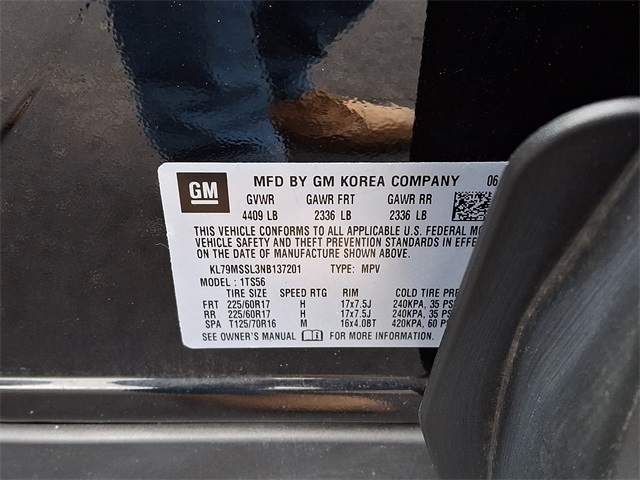 GM MFD BY GM KOREA COMPANY 06
GVWR GAWR FRT GAWR RR
4409 LB 2336 LB 2336 LB
THIS VEHICLE CONFORMS TO ALL APPLICABLE U.S. FEDERAL
VEHICLE SAFETY AND THEFT PREVENTION STANDARDS IN
ON THE DATE OF MANUFACTURE SHOWN ABOVE.
KL79MSSL3NB137201 TYPE: MPV
MODEL: 1TS56
TIRE SIZE SPEED RTG RIM COLD TIRE
FRT 225/60R17 H 17x7.5J 240KPA, 35
RR 225/60R17 H 17x7.5J 240KPA, 35
SPA T125/70R16 M 16x4.0BT 420KPA, 60
SEE OWNER'S MANUAL FOR MORE INFORMATION.